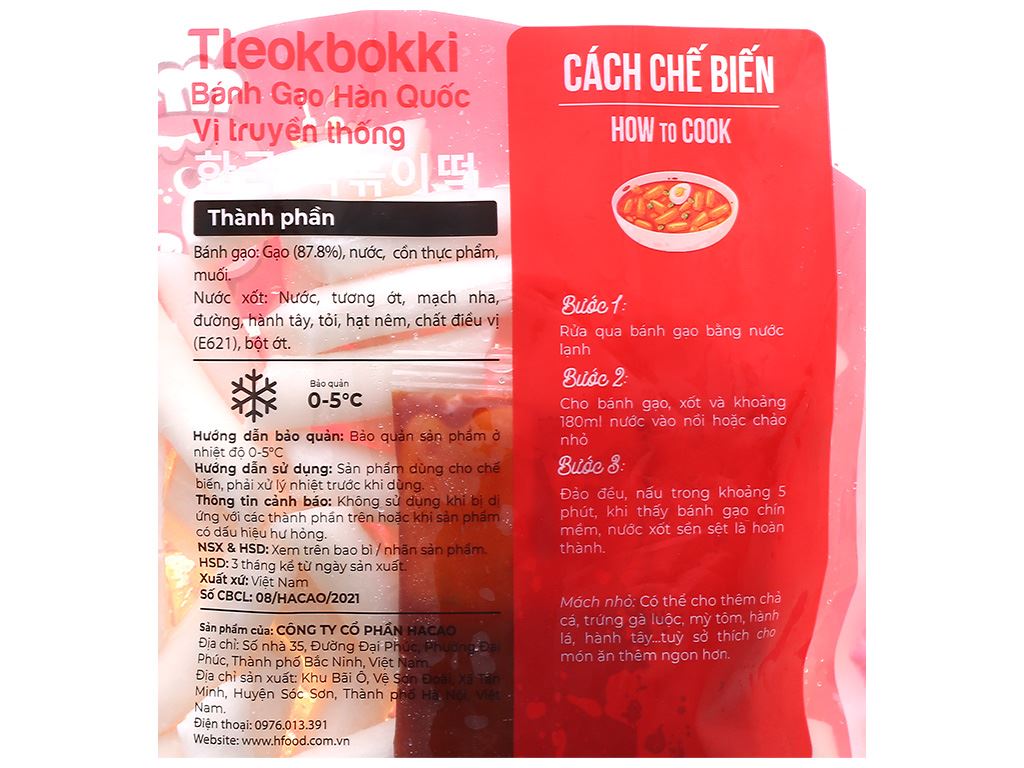 Tteokbokki
Bánh Gạo Hàn Quốc
Vị truyền thống
Thành phần
Bánh gạo: Gạo (87.8%), nước, cồn thực phẩm,
muối.
Nước xốt: Nước, tương ớt, mạch nha,
đường, hành tây, tỏi, hạt nêm, chất điều vị
(E621), bột ớt.
Bảo quản
0-5°C
Hướng dẫn bảo quản: Bảo quản sản phẩm ở
nhiệt độ 0-5°C
Hướng dẫn sử dụng: Sản phẩm dùng cho chế
biến, phải xử lý nhiệt trước khi dùng.
Thông tin cảnh báo: Không sử dụng khi bị dị
ứng với các thành phần trên hoặc khi sản phẩm
có dấu hiệu hư hỏng.
NSX & HSD: Xem trên bao bì / nhãn sản phẩm.
HSD: 3 tháng kể từ ngày sản xuất.
Xuất xứ: Việt Nam
Số CBCL: 08/HACAO/2021
Sản phẩm của: CÔNG TY CỔ PHẦN HACAO
Địa chỉ: Số nhà 35, Đường Đại Phúc, Phường Đại
Phúc, Thành phố Bắc Ninh, Việt Nam.
Địa chỉ sản xuất: Khu Bãi Ô, Vệ Sơn Đoài, Xã Tân
Minh, Huyện Sóc Sơn, Thành phố Hà Nội, Việt
Nam.
Điện thoại: 0976.013.391
Website: www.hfood.com.vn
CÁCH CHẾ BIẾN
HOW TO COOK
Bước 1:
Rửa qua bánh gạo bằng nước
lạnh
Bước 2:
Cho bánh gạo, xốt và khoảng
180ml nước vào nồi hoặc chảo
nhỏ
Bước 3:
Đảo đều, nấu trong khoảng 5
phút, khi thấy bánh gạo chín
mềm, nước xốt sền sệt là hoàn
thành.
Mách nhỏ: Có thể cho thêm chả
cá, trứng gà luộc, mỳ tôm, hành
lá, hành tây...tuỳ sở thích cho
món ăn thêm ngon hơn.